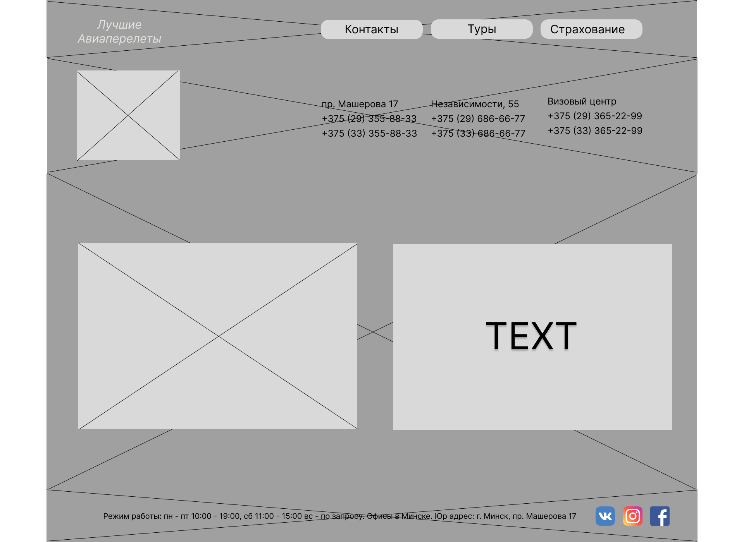 Лучшие
Авиаперелеты
Контакты
Туры
Страхование
пр. Машерова 17
+375 (29) 355-88-33
+375 (33) 355-88-33
Независимости, 55
+375 (29) 686-66-77
+375 (33) 686-66-77
Визовый центр
+375 (29) 365-22-99
+375 (33) 365-22-99
TEXT
Режим работы: пн - пт 10:00 - 19:00, сб 11:00 - 15:00 вс - по запросу. Офисы в Минске. Юр адрес: г. Минск, пр. Машерова 17